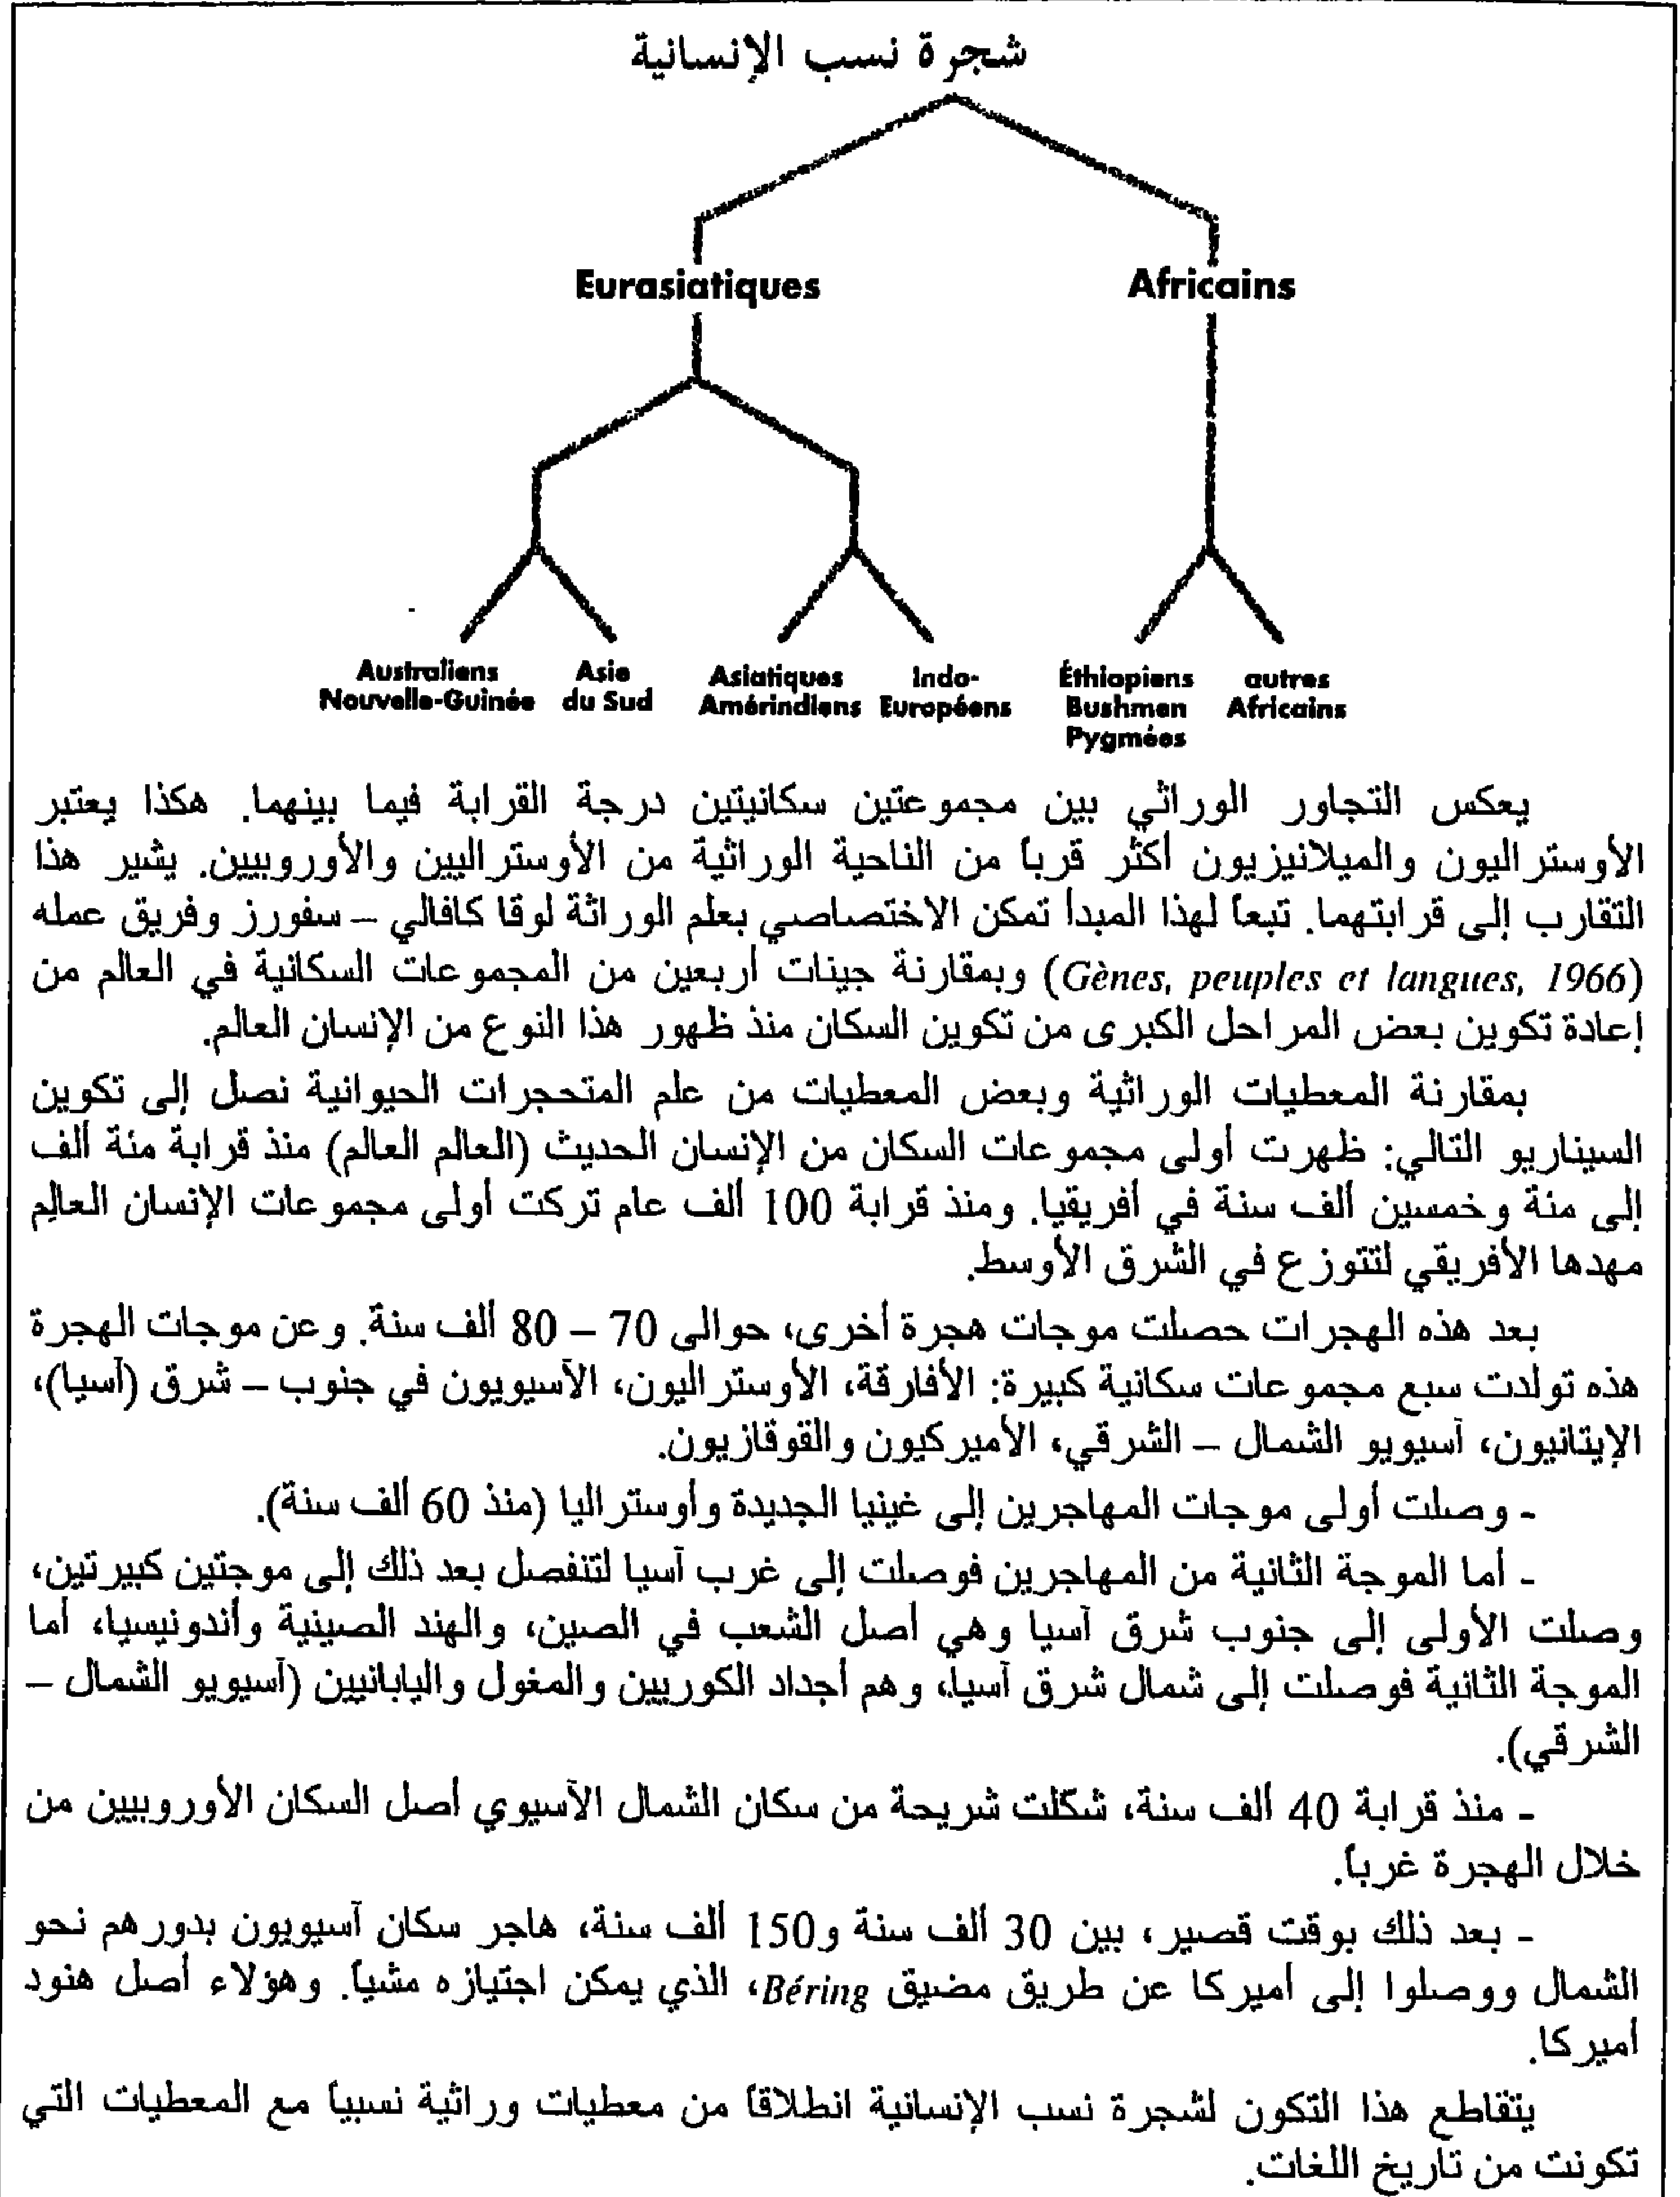 شجرة نسب الإنسانية
Eurasiatiques Africains
Australiens Asie Asiatiques Indo- Éthiopiens autres
Nouvelle-Guinée du Sud Amérindiens Européens Bushmen Africains
Pygmées
يعكس التجاور الوراثي بين مجموعتين سكانيتين درجة القرابة فيما بينهما. هكذا يعتبر
الأوستراليون والميلانيزيون أكثر قرباً من الناحية الوراثية من الأوستراليين والأوروبيين. يشير هذا
التقارب إلى قرابتهما. تبعاً لهذا المبدأ تمكن الاختصاصي بعلم الوراثة لوقا كافالي – سفورز وفريق عمله
(Gènes, peuples et langues, 1966) وبمقارنة جينات أربعين من المجموعات السكانية في العالم من
إعادة تكوين بعض المراحل الكبرى من تكوين السكان منذ ظهور هذا النوع من الإنسان العالم.
بمقارنة المعطيات الوراثية وبعض المعطيات من علم المتحجرات الحيوانية نصل إلى تكوين
السيناريو التالي: ظهرت أولى مجموعات السكان من الإنسان الحديث (العالم العالم) منذ قرابة مئة ألف
إلى مئة وخمسين ألف سنة في أفريقيا. ومنذ قرابة 100 ألف عام تركت أولى مجموعات الإنسان العالِم
مهدها الأفريقي لتتوزع في الشرق الأوسط.
بعد هذه الهجرات حصلت موجات هجرة أخرى، حوالى 70 – 80 ألف سنة. وعن موجات الهجرة
هذه تولدت سبع مجموعات سكانية كبيرة: الأفارقة، الأوستراليون، الآسيويون في جنوب – شرق (آسيا)،
الإيتانيون، آسيويو الشمال – الشرقي، الأميركيون والقوقازيون.
- وصلت أولى موجات المهاجرين إلى غينيا الجديدة وأوستراليا (منذ 60 ألف سنة).
- أما الموجة الثانية من المهاجرين فوصلت إلى غرب آسيا لتنفصل بعد ذلك إلى موجتين كبيرتين،
وصلت الأولى إلى جنوب شرق آسيا وهي أصل الشعب في الصين، والهند الصينية وأندونيسيا، أما
الموجة الثانية فوصلت إلى شمال شرق آسيا، وهم أجداد الكوريين والمغول واليابانيين (آسيويو الشمال –
الشرقي).
- منذ قرابة 40 ألف سنة، شكلت شريحة من سكان الشمال الآسيوي أصل السكان الأوروبيين من
خلال الهجرة غرباً.
- بعد ذلك بوقت قصير، بين 30 ألف سنة و150 ألف سنة، هاجر سكان آسيويون بدورهم نحو
الشمال ووصلوا إلى أميركا عن طريق مضيق Béring، الذي يمكن اجتيازه مشياً. وهؤلاء أصل هنود
أميركا.
يتقاطع هذا التكون لشجرة نسب الإنسانية انطلاقاً من معطيات وراثية نسبياً مع المعطيات التي
تكونت من تاريخ اللغات.